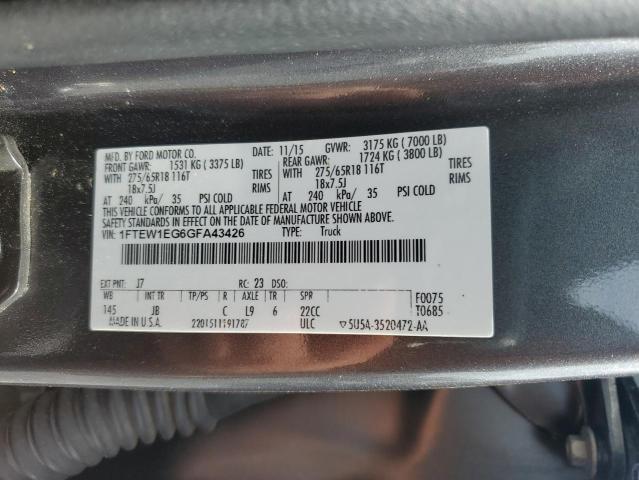 MFD. BY FORD MOTOR CO. DATE: 11/15 GVWR: 3175 KG ( 7000 LB)
FRONT GAWR: 1531 KG ( 3375 LB) REAR GAWR: 1724 KG ( 3800 LB)
WITH 275/65R18 116T TIRES WITH 275/65R18 116T TIRES
18x7.5J RIMS 18x7.5J RIMS
AT 240 kPa/ 35 PSI COLD AT 240 kPa/ 35 PSI COLD
CONFORMS TO ALL APPLICABLE FEDERAL MOTOR VEHICLE
SAFETY STANDARDS IN EFFECT ON THE DATE OF MANUFACTURE SHOWN ABOVE.
VIN: 1FTEW1EG6GFA43426 TYPE: Truck
EXT PNT: J7 RC: 23 DSO:
WB INT TR TP/PS R AXLE TR SPR F0075
145 JB C L9 6 22CC T0685
MADE IN U.S.A. 2201511191787 ULC ▽5U5A-3520472-AA